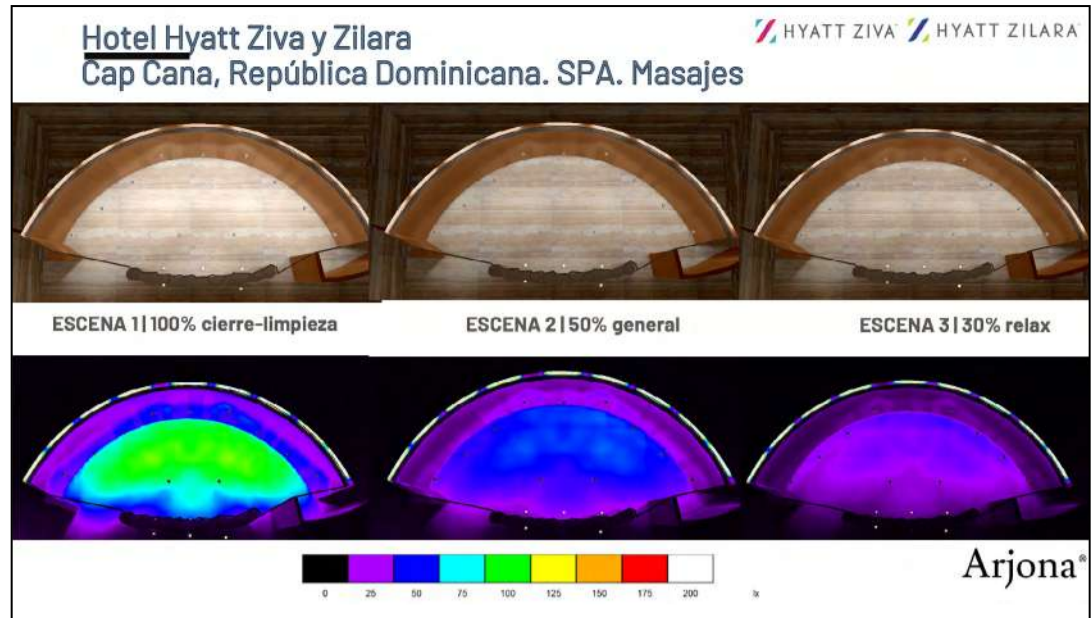 Hotel Hyatt Ziva y Zilara
Cap Cana, República Dominicana. SPA. Masajes
HYATT ZIVA HYATT ZILARA
ESCENA 1 | 100% cierre-limpieza
ESCENA 2 | 50% general
ESCENA 3 | 30% relax
0 25 50 75 100 125 150 175 200 lx
Arjona®